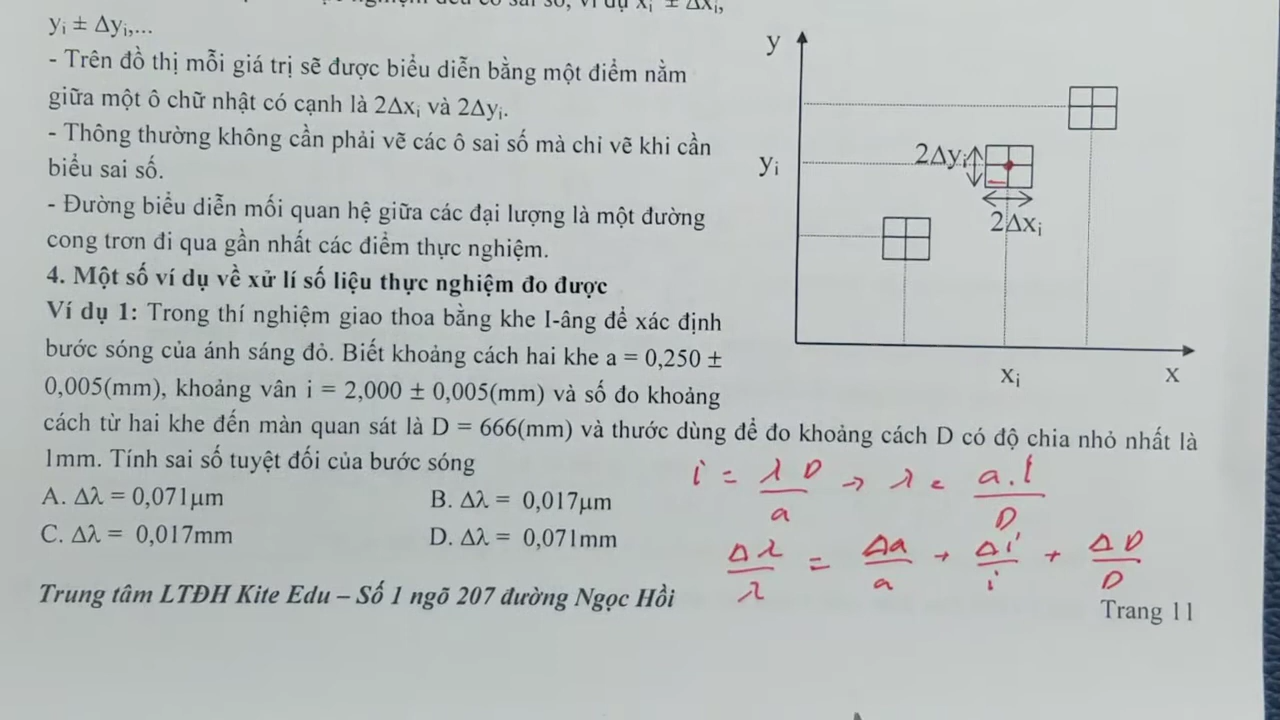 y_i ± Δy_i,...
- Trên đồ thị mỗi giá trị sẽ được biểu diễn bằng một điểm nằm
giữa một ô chữ nhật có cạnh là 2Δx_i và 2Δy_i.
- Thông thường không cần phải vẽ các ô sai số mà chỉ vẽ khi cần
biểu sai số.
- Đường biểu diễn mối quan hệ giữa các đại lượng là một đường
cong trơn đi qua gần nhất các điểm thực nghiệm.
y
y_i
2Δy_i
2Δx_i
x_i
x
4. Một số ví dụ về xử lí số liệu thực nghiệm đo được
Ví dụ 1: Trong thí nghiệm giao thoa bằng khe I-âng để xác định
bước sóng của ánh sáng đỏ. Biết khoảng cách hai khe a = 0,250 ±
0,005(mm), khoảng vân i = 2,000 ± 0,005(mm) và số đo khoảng
cách từ hai khe đến màn quan sát là D = 666(mm) và thước dùng để đo khoảng cách D có độ chia nhỏ nhất là
1mm. Tính sai số tuyệt đối của bước sóng
A. Δλ = 0,071μm
B. Δλ = 0,017μm
C. Δλ = 0,017mm
D. Δλ = 0,071mm
i = λD/a → λ = a.i/D
Δλ/λ = Δa/a + Δi/i + ΔD/D
Trung tâm LTĐH Kite Edu – Số 1 ngõ 207 đường Ngọc Hồi
Trang 11